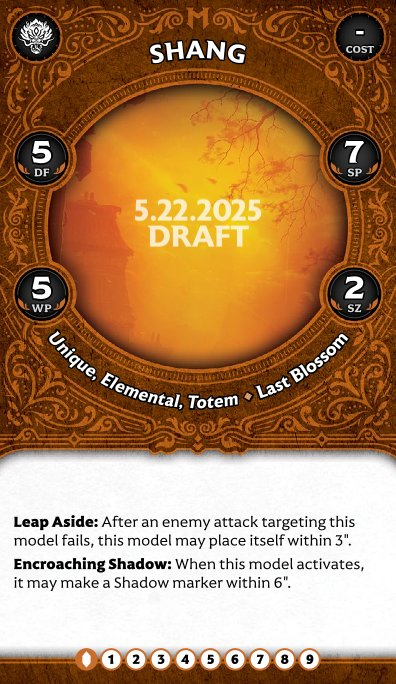 SHANG
-
COST
5
DF
7
SP
5.22.2025
DRAFT
5
WP
2
SZ
Unique, Elemental, Totem ⬥ Last Blossom
Leap Aside: After an enemy attack targeting this
model fails, this model may place itself within 3".
Encroaching Shadow: When this model activates,
it may make a Shadow marker within 6".
1 2 3 4 5 6 7 8 9